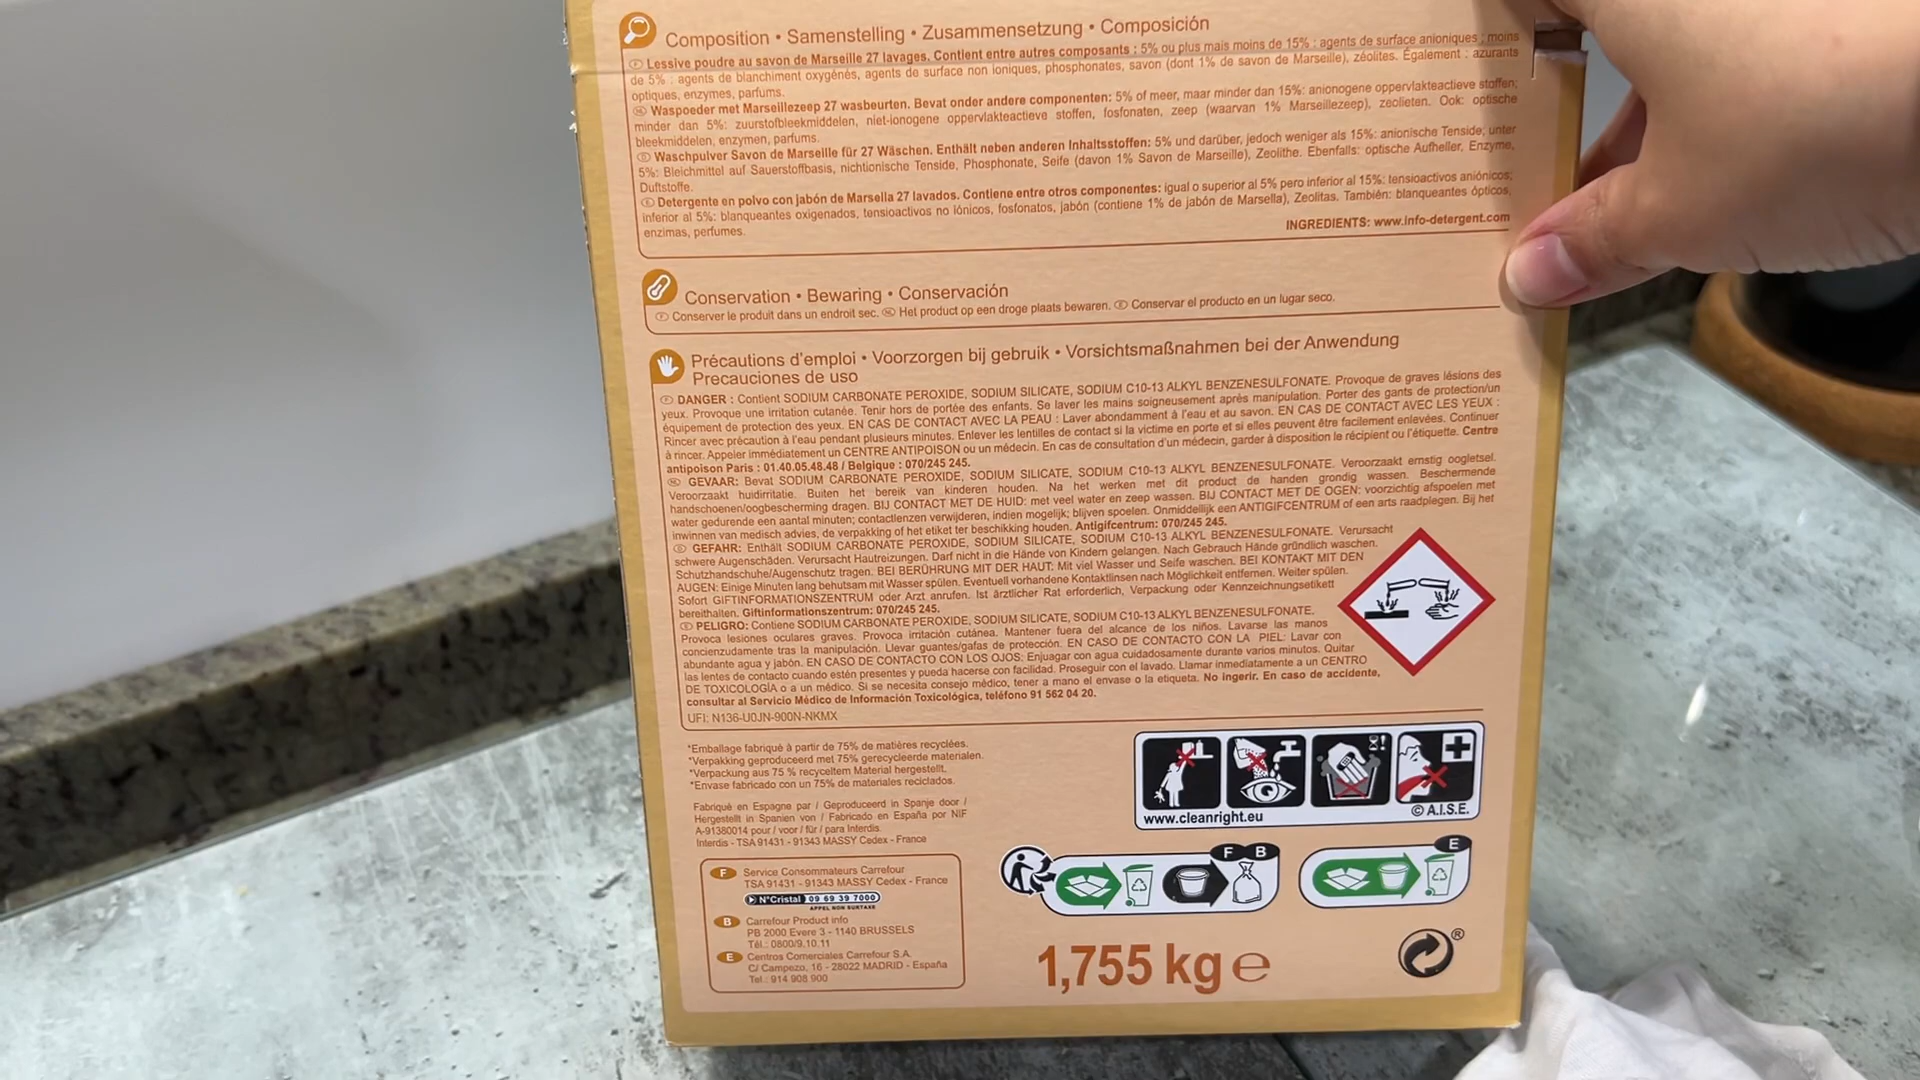 Composition • Samenstelling • Zusammensetzung • Composición
F Lessive poudre au savon de Marseille 27 lavages. Contient entre autres composants : 5% ou plus mais moins de 15% : agents de surface anioniques ; moins
de 5% : agents de blanchiment oxygénés, agents de surface non ioniques, phosphonates, savon (dont 1% de savon de Marseille), zéolites. Également : azurants
optiques, enzymes, parfums.
NL Waspoeder met Marseillezeep 27 wasbeurten. Bevat onder andere componenten: 5% of meer, maar minder dan 15%: anionogene oppervlakteactieve stoffen;
minder dan 5%: zuurstofbleekmiddelen, niet-ionogene oppervlakteactieve stoffen, fosfonaten, zeep (waarvan 1% Marseillezeep), zeolieten. Ook: optische
bleekmiddelen, enzymen, parfums.
D Waschpulver Savon de Marseille für 27 Wäschen. Enthält neben anderen Inhaltsstoffen: 5% und darüber, jedoch weniger als 15%: anionische Tenside; unter
5%: Bleichmittel auf Sauerstoffbasis, nichtionische Tenside, Phosphonate, Seife (davon 1% Savon de Marseille), Zeolithe. Ebenfalls: optische Aufheller, Enzyme,
Duftstoffe.
E Detergente en polvo con jabón de Marsella 27 lavados. Contiene entre otros componentes: igual o superior al 5% pero inferior al 15%: tensioactivos aniónicos;
inferior al 5%: blanqueantes oxigenados, tensioactivos no iónicos, fosfonatos, jabón (contiene 1% de jabón de Marsella), Zeolitas. También: blanqueantes ópticos,
enzimas, perfumes.
INGREDIENTS: www.info-detergent.com
Conservation • Bewaring • Conservación
F Conserver le produit dans un endroit sec. NL Het product op een droge plaats bewaren. E Conservar el producto en un lugar seco.
Précautions d'emploi • Voorzorgen bij gebruik • Vorsichtsmaßnahmen bei der Anwendung
Precauciones de uso
F DANGER : Contient SODIUM CARBONATE PEROXIDE, SODIUM SILICATE, SODIUM C10-13 ALKYL BENZENESULFONATE. Provoque de graves lésions des
yeux. Provoque une irritation cutanée. Tenir hors de portée des enfants. Se laver les mains soigneusement après manipulation. Porter des gants de protection/un
équipement de protection des yeux. EN CAS DE CONTACT AVEC LA PEAU : Laver abondamment à l'eau et au savon. EN CAS DE CONTACT AVEC LES YEUX :
Rincer avec précaution à l'eau pendant plusieurs minutes. Enlever les lentilles de contact si la victime en porte et si elles peuvent être facilement enlevées. Continuer
à rincer. Appeler immédiatement un CENTRE ANTIPOISON ou un médecin. En cas de consultation d'un médecin, garder à disposition le récipient ou l'étiquette. Centre
antipoison Paris : 01.40.05.48.48 / Belgique : 070/245 245.
NL GEVAAR: Bevat SODIUM CARBONATE PEROXIDE, SODIUM SILICATE, SODIUM C10-13 ALKYL BENZENESULFONATE. Veroorzaakt ernstig oogletsel.
Veroorzaakt huidirritatie. Buiten het bereik van kinderen houden. Na het werken met dit product de handen grondig wassen. Beschermende
handschoenen/oogbescherming dragen. BIJ CONTACT MET DE HUID: met veel water en zeep wassen. BIJ CONTACT MET DE OGEN: voorzichtig afspoelen met
water gedurende een aantal minuten; contactlenzen verwijderen, indien mogelijk; blijven spoelen. Onmiddellijk een ANTIGIFCENTRUM of een arts raadplegen. Bij het
inwinnen van medisch advies, de verpakking of het etiket ter beschikking houden. Antigifcentrum: 070/245 245.
D GEFAHR: Enthält SODIUM CARBONATE PEROXIDE, SODIUM SILICATE, SODIUM C10-13 ALKYL BENZENESULFONATE. Verursacht
schwere Augenschäden. Verursacht Hautreizungen. Darf nicht in die Hände von Kindern gelangen. Nach Gebrauch Hände gründlich waschen.
Schutzhandschuhe/Augenschutz tragen. BEI BERÜHRUNG MIT DER HAUT: Mit viel Wasser und Seife waschen. BEI KONTAKT MIT DEN
AUGEN: Einige Minuten lang behutsam mit Wasser spülen. Eventuell vorhandene Kontaktlinsen nach Möglichkeit entfernen. Weiter spülen.
Sofort GIFTINFORMATIONSZENTRUM oder Arzt anrufen. Ist ärztlicher Rat erforderlich, Verpackung oder Kennzeichnungsetikett
bereithalten. Giftinformationszentrum: 070/245 245.
E PELIGRO: Contiene SODIUM CARBONATE PEROXIDE, SODIUM SILICATE, SODIUM C10-13 ALKYL BENZENESULFONATE.
Provoca lesiones oculares graves. Provoca irritación cutánea. Mantener fuera del alcance de los niños. Lavarse las manos
concienzudamente tras la manipulación. Llevar guantes/gafas de protección. EN CASO DE CONTACTO CON LA PIEL: Lavar con
abundante agua y jabón. EN CASO DE CONTACTO CON LOS OJOS: Enjuagar con agua cuidadosamente durante varios minutos. Quitar
las lentes de contacto cuando estén presentes y pueda hacerse con facilidad. Proseguir con el lavado. Llamar inmediatamente a un CENTRO
DE TOXICOLOGÍA o a un médico. Si se necesita consejo médico, tener a mano el envase o la etiqueta. No ingerir. En caso de accidente,
consultar al Servicio Médico de Información Toxicológica, teléfono 91 562 04 20.
UFI: N136-U0JN-900N-NKMX
*Emballage fabriqué à partir de 75% de matières recyclées.
*Verpakking geproduceerd met 75% gerecycleerde materialen.
*Verpackung aus 75 % recyceltem Material hergestellt.
*Envase fabricado con un 75% de materiales reciclados.
Fabriqué en Espagne par / Geproduceerd in Spanje door /
Hergestellt in Spanien von / Fabricado en España por NIF
A-91380014 pour / voor / für / para Interdis
Interdis - TSA 91431 - 91343 MASSY Cedex - France
www.cleanright.eu
© A.I.S.E.
F Service Consommateurs Carrefour
TSA 91431 - 91343 MASSY Cedex - France
N°Cristal 09 69 39 7000
APPEL NON SURTAXÉ
B Carrefour Product info
PB 2000 Evere 3 - 1140 BRUSSELS
Tél.: 0800/9.10.11
E Centros Comerciales Carrefour S.A.
C/ Campezo, 16 - 28022 MADRID - España
Tel.: 914 908 900
F B
E
1,755 kg e
®